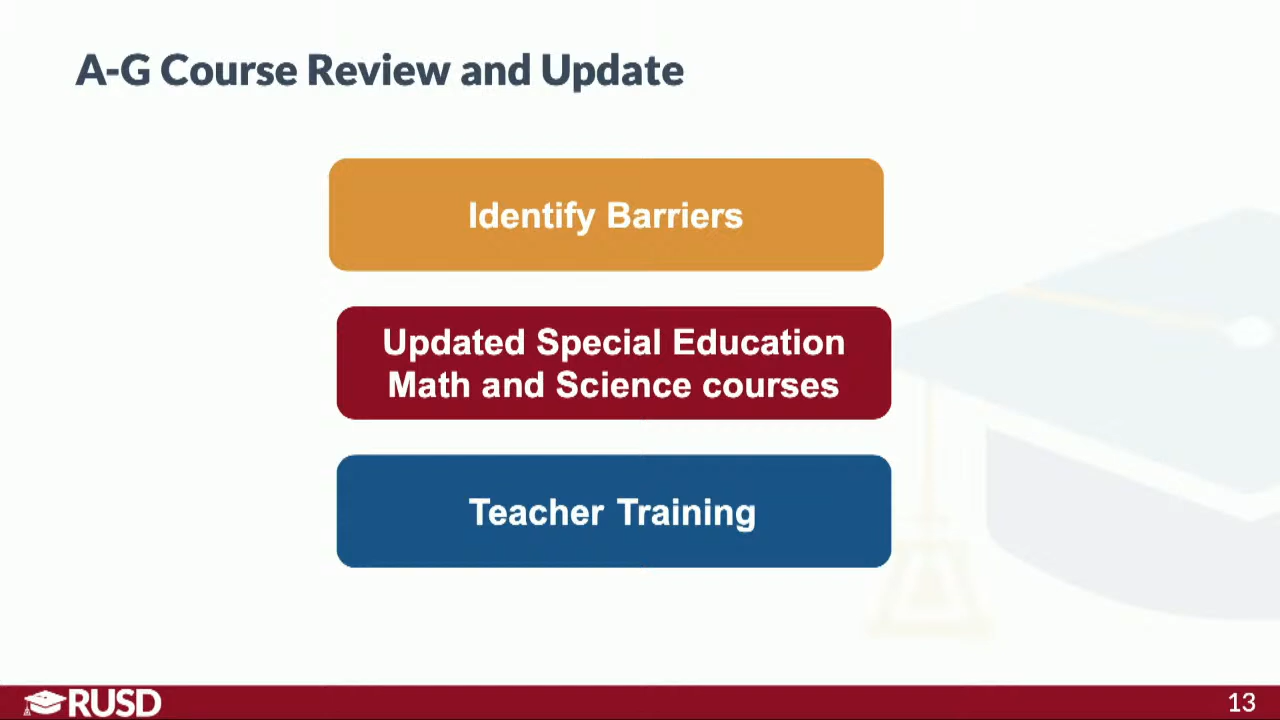 A-G Course Review and Update
Identify Barriers
Updated Special Education
Math and Science courses
Teacher Training
RUSD
13